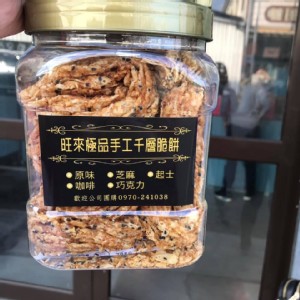 旺來極品手工千層脆餅
•原味 •芝麻 •起士
•咖啡 •巧克力
歡迎公司團購0970-241038